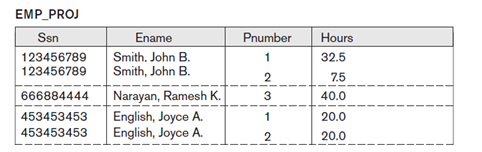 EMP_PROJ
Ssn Ename Pnumber Hours
123456789 Smith, John B. 1 32.5
123456789 Smith, John B. 2 7.5
666884444 Narayan, Ramesh K. 3 40.0
453453453 English, Joyce A. 1 20.0
453453453 English, Joyce A. 2 20.0